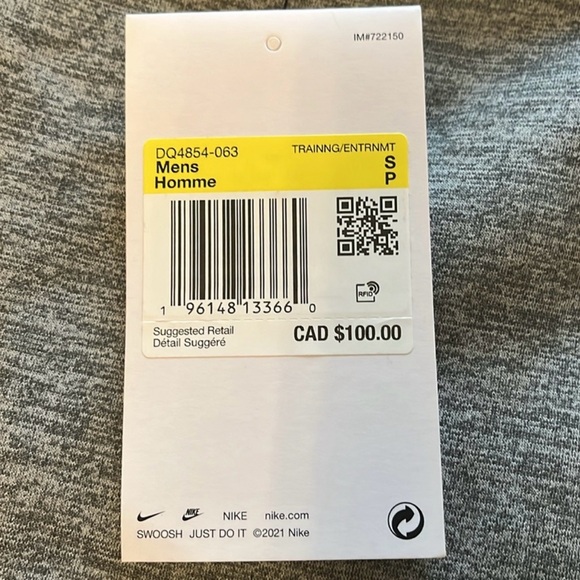 IM#722150
DQ4854-063 TRAINNG/ENTRNMT
Mens S
Homme P
1 96148 13366 0
RFID
Suggested Retail
Détail Suggéré
CAD $100.00
NIKE NIKE nike.com
SWOOSH JUST DO IT ©2021 Nike